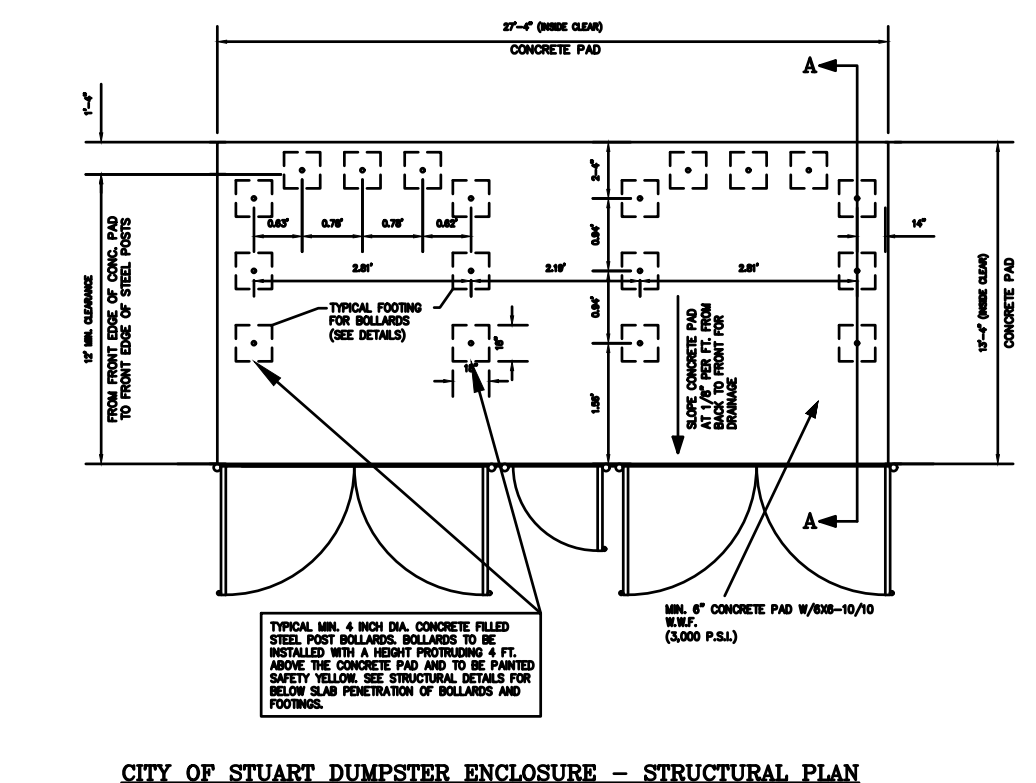 27'-4" (INSIDE CLEAR)
CONCRETE PAD
A
1'-4"
2'-4"
0.63'
0.78'
0.78'
0.62'
14"
0.94'
2.81'
2.19'
2.81'
0.94'
12' MIN. CLEARANCE
FROM FRONT EDGE OF CONC. PAD
TO FRONT EDGE OF STEEL POSTS
TYPICAL FOOTING
FOR BOLLARDS
(SEE DETAILS)
18"
18"
1.56'
SLOPE CONCRETE PAD
AT 1/8" PER FT. FROM
BACK TO FRONT FOR
DRAINAGE
13'-4" (INSIDE CLEAR)
CONCRETE PAD
A
TYPICAL MIN. 4 INCH DIA. CONCRETE FILLED
STEEL POST BOLLARDS. BOLLARDS TO BE
INSTALLED WITH A HEIGHT PROTRUDING 4 FT.
ABOVE THE CONCRETE PAD AND TO BE PAINTED
SAFETY YELLOW. SEE STRUCTURAL DETAILS FOR
BELOW SLAB PENETRATION OF BOLLARDS AND
FOOTINGS.
MIN. 6" CONCRETE PAD W/6X6-10/10
W.W.F.
(3,000 P.S.I.)
CITY OF STUART DUMPSTER ENCLOSURE - STRUCTURAL PLAN